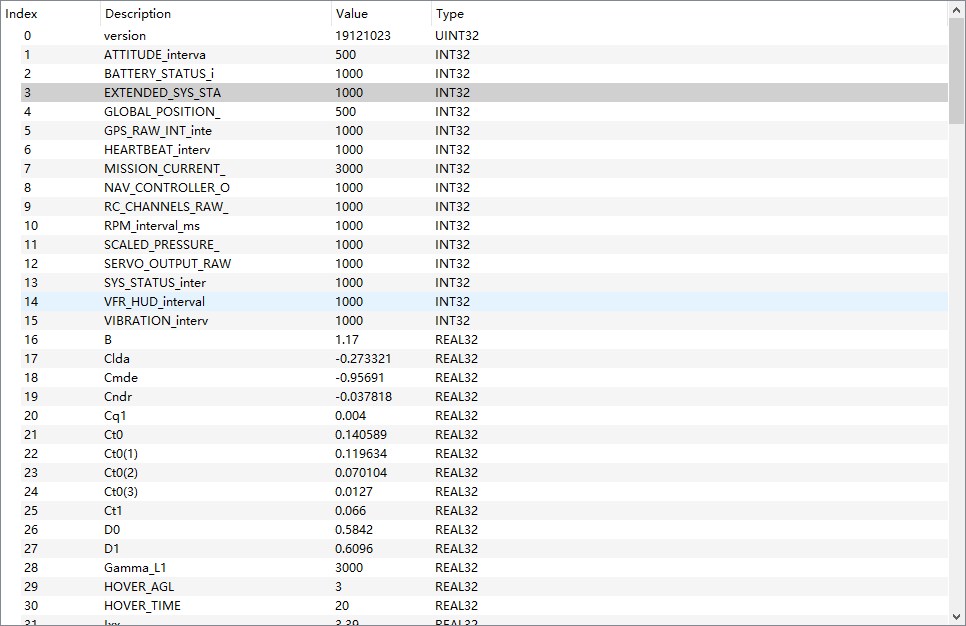 Index Description Value Type
0 version 19121023 UINT32
1 ATTITUDE_interva 500 INT32
2 BATTERY_STATUS_i 1000 INT32
3 EXTENDED_SYS_STA 1000 INT32
4 GLOBAL_POSITION_ 500 INT32
5 GPS_RAW_INT_inte 1000 INT32
6 HEARTBEAT_interv 1000 INT32
7 MISSION_CURRENT_ 3000 INT32
8 NAV_CONTROLLER_O 1000 INT32
9 RC_CHANNELS_RAW_ 1000 INT32
10 RPM_interval_ms 1000 INT32
11 SCALED_PRESSURE_ 1000 INT32
12 SERVO_OUTPUT_RAW 1000 INT32
13 SYS_STATUS_inter 1000 INT32
14 VFR_HUD_interval 1000 INT32
15 VIBRATION_interv 1000 INT32
16 B 1.17 REAL32
17 Clda -0.273321 REAL32
18 Cmde -0.95691 REAL32
19 Cndr -0.037818 REAL32
20 Cq1 0.004 REAL32
21 Ct0 0.140589 REAL32
22 Ct0(1) 0.119634 REAL32
23 Ct0(2) 0.070104 REAL32
24 Ct0(3) 0.0127 REAL32
25 Ct1 0.066 REAL32
26 D0 0.5842 REAL32
27 D1 0.6096 REAL32
28 Gamma_L1 3000 REAL32
29 HOVER_AGL 3 REAL32
30 HOVER_TIME 20 REAL32
31 Ixx 3.39 REAL32